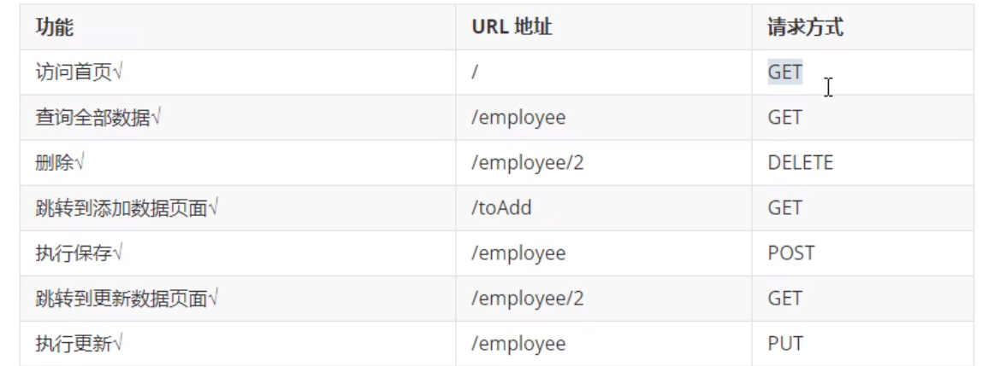 功能 URL 地址 请求方式
访问首页√ / GET
查询全部数据√ /employee GET
删除√ /employee/2 DELETE
跳转到添加数据页面√ /toAdd GET
执行保存√ /employee POST
跳转到更新数据页面√ /employee/2 GET
执行更新√ /employee PUT